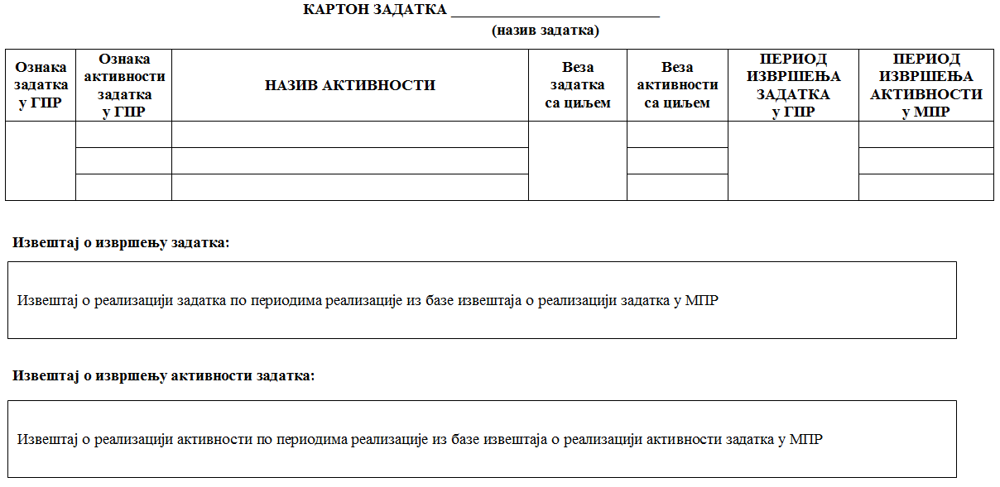 КАРТОН ЗАДАТКА ___________________________
(назив задатка)
Ознака
задатка
у ГПР
Ознака
активности
задатка
у ГПР
НАЗИВ АКТИВНОСТИ
Веза
задатка
са циљем
Веза
активности
са циљем
ПЕРИОД
ИЗВРШЕЊА
ЗАДАТКА
у ГПР
ПЕРИОД
ИЗВРШЕЊА
АКТИВНОСТИ
у МПР
Извештај о извршењу задатка:
Извештај о реализацији задатка по периодима реализације из базе извештаја о реализацији задатка у МПР
Извештај о извршењу активности задатка:
Извештај о реализацији активности по периодима реализације из базе извештаја о реализацији активности задатка у МПР